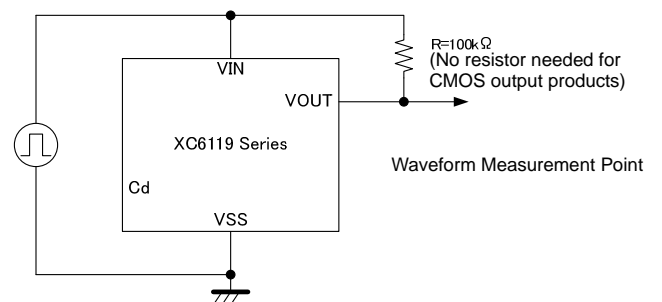 R=100kΩ
(No resistor needed for
CMOS output products)
VIN
VOUT
XC6119 Series
Waveform Measurement Point
Cd
VSS